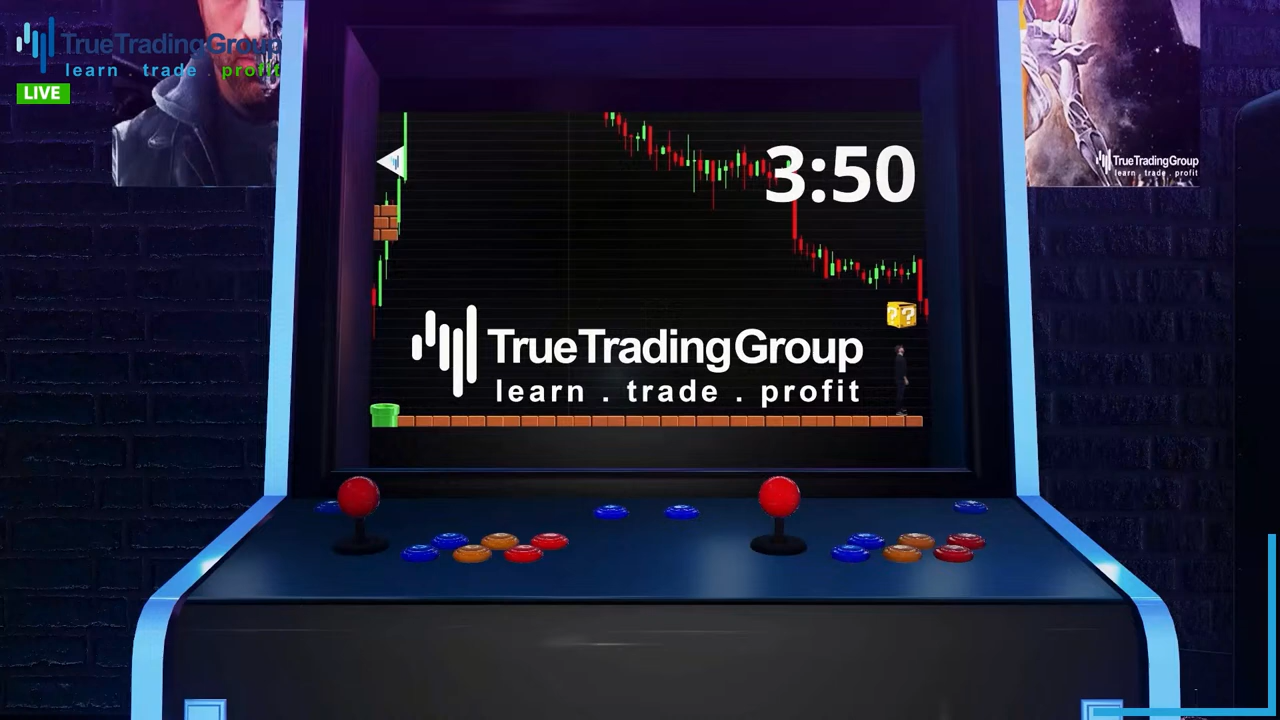 TrueTradingGroup
learn . trade . profit
LIVE
3:50
TrueTradingGroup
learn . trade . profit
TrueTradingGroup
learn . trade . profit
? ?